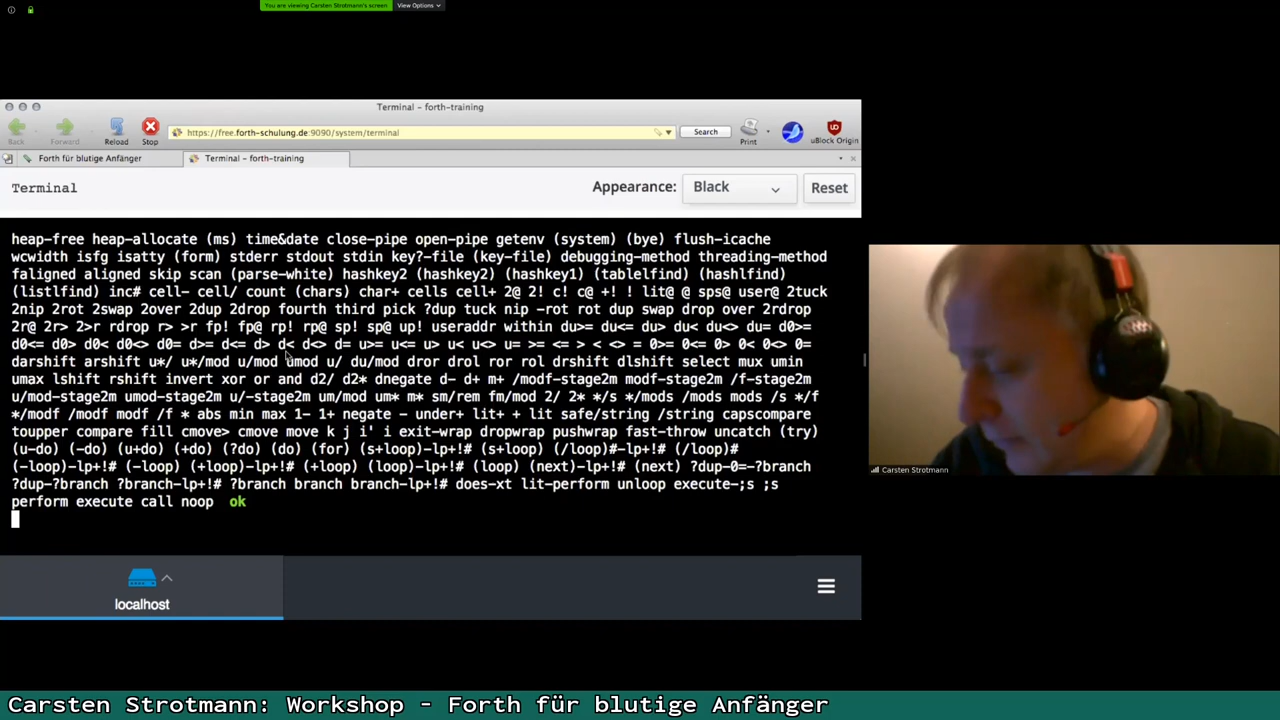 You are viewing Carsten Strotmann's screen View Options
Terminal - forth-training
Back Forward Reload Stop https://free.forth-schulung.de:9090/system/terminal Search Print uBlock Origin
Forth für blutige Anfänger Terminal - forth-training
Terminal Appearance: Black Reset
heap-free heap-allocate (ms) time&date close-pipe open-pipe getenv (system) (bye) flush-icache
wcwidth isfg isatty (form) stderr stdout stdin key?-file (key-file) debugging-method threading-method
faligned aligned skip scan (parse-white) hashkey2 (hashkey2) (hashkey1) (tablelfind) (hashlfind)
(listlfind) inc# cell- cell/ count (chars) char+ cells cell+ 2@ 2! c! c@ +! ! lit@ @ sps@ user@ 2tuck
2nip 2rot 2swap 2over 2dup 2drop fourth third pick ?dup tuck nip -rot rot dup swap drop over 2rdrop
2r@ 2r> 2>r rdrop r> >r fp! fp@ rp! rp@ sp! sp@ up! useraddr within du>= du<= du> du< du<> du= d0>=
d0<= d0> d0< d0<> d0= d>= d<= d> d< d<> d= u>= u<= u> u< u<> u= >= <= > < <> = 0>= 0<= 0> 0< 0<> 0=
darshift arshift u*/ u*/mod u/mod umod u/ du/mod dror drol ror rol drshift dlshift select mux umin
umax lshift rshift invert xor or and d2/ d2* dnegate d- d+ m+ /modf-stage2m modf-stage2m /f-stage2m
u/mod-stage2m umod-stage2m u/-stage2m um/mod um* m* sm/rem fm/mod 2/ 2* */s */mods /mods mods /s */f
*/modf /modf modf /f * abs min max 1- 1+ negate - under+ lit+ + lit safe/string /string capscompare
toupper compare fill cmove> cmove move k j i' i exit-wrap dropwrap pushwrap fast-throw uncatch (try)
(u-do) (-do) (u+do) (+do) (?do) (do) (for) (s+loop)-lp+!# (s+loop) (/loop)#-lp+!# (/loop)#
(-loop)-lp+!# (-loop) (+loop)-lp+!# (+loop) (loop)-lp+!# (loop) (next)-lp+!# (next) ?dup-0=-?branch
?dup-?branch ?branch-lp+!# ?branch branch branch-lp+!# does-xt lit-perform unloop execute-;s ;s
perform execute call noop ok
localhost
Carsten Strotmann
Carsten Strotmann: Workshop - Forth für blutige Anfänger